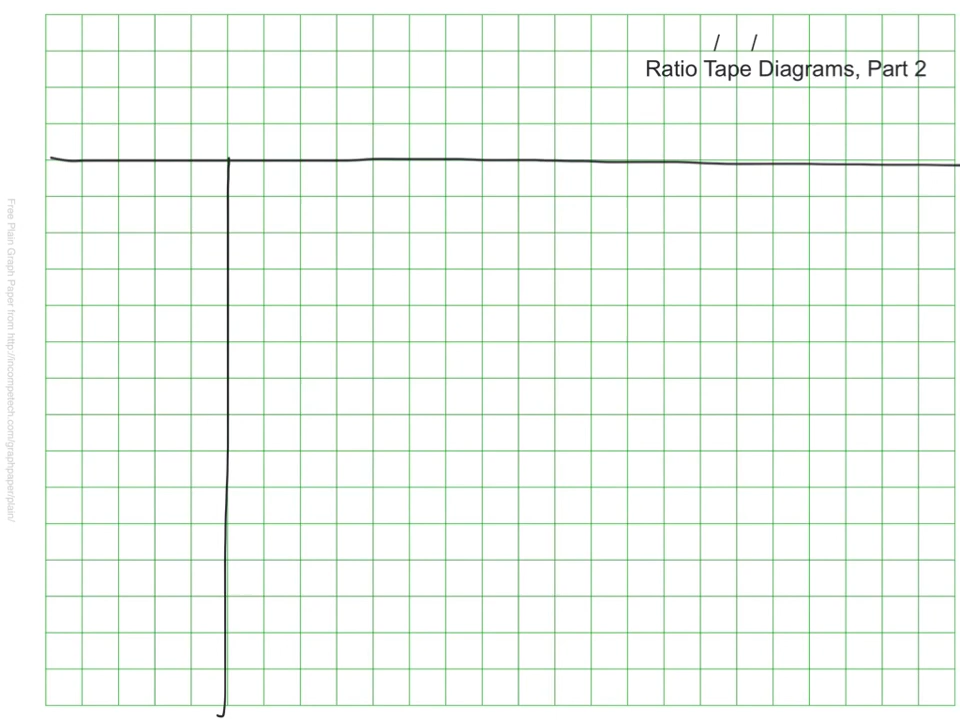 / /
Ratio Tape Diagrams, Part 2
Free Plain Graph Paper from http://incompetech.com/graphpaper/plain/